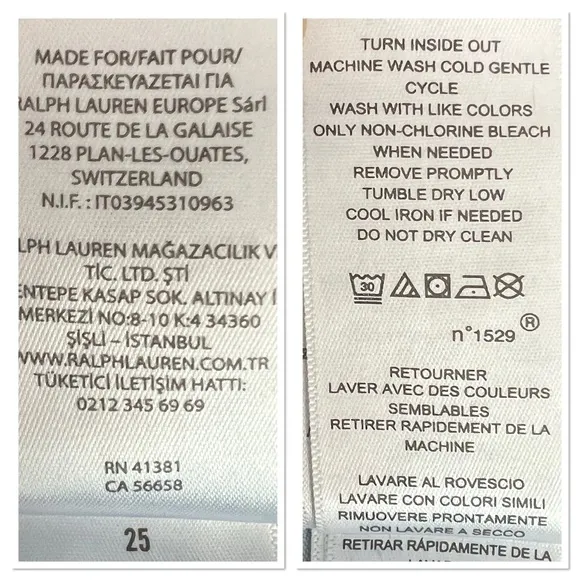 MADE FOR/FAIT POUR/
ΠΑΡΑΣΚΕΥΑΖΕΤΑΙ ΓΙΑ
RALPH LAUREN EUROPE Sárl
24 ROUTE DE LA GALAISE
1228 PLAN-LES-OUATES,
SWITZERLAND
N.I.F. : IT03945310963
LPH LAUREN MAĞAZACILIK V
TİC. LTD. ŞTİ
ENTEPE KASAP SOK. ALTINAY İ
MERKEZİ NO:8-10 K:4 34360
ŞİŞLİ – İSTANBUL
WWW.RALPHLAUREN.COM.TR
TÜKETİCİ İLETİŞİM HATTI:
0212 345 69 69
RN 41381
CA 56658
25
TURN INSIDE OUT
MACHINE WASH COLD GENTLE
CYCLE
WASH WITH LIKE COLORS
ONLY NON-CHLORINE BLEACH
WHEN NEEDED
REMOVE PROMPTLY
TUMBLE DRY LOW
COOL IRON IF NEEDED
DO NOT DRY CLEAN
30
n°1529 ®
RETOURNER
LAVER AVEC DES COULEURS
SEMBLABLES
RETIRER RAPIDEMENT DE LA
MACHINE
LAVARE AL ROVESCIO
LAVARE CON COLORI SIMILI
RIMUOVERE PRONTAMENTE
NON LAVARE A SECCO
RETIRAR RÁPIDAMENTE DE LA